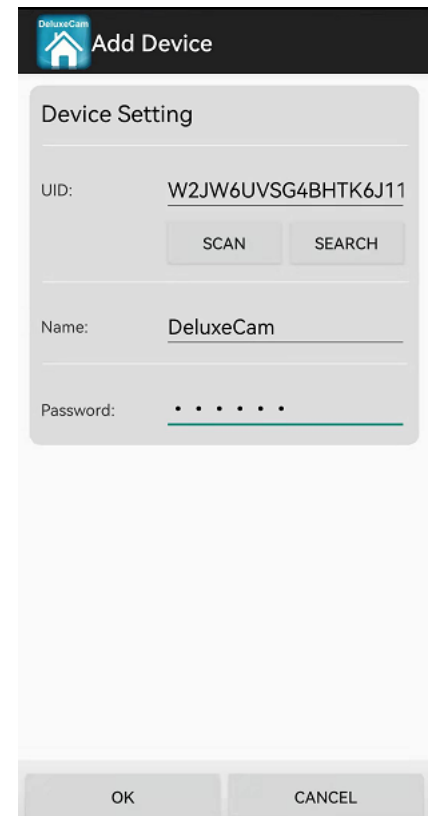 DeluxeCam
Add Device
Device Setting
UID: W2JW6UVSG4BHTK6J11
SCAN SEARCH
Name: DeluxeCam
Password: ••••••
OK CANCEL